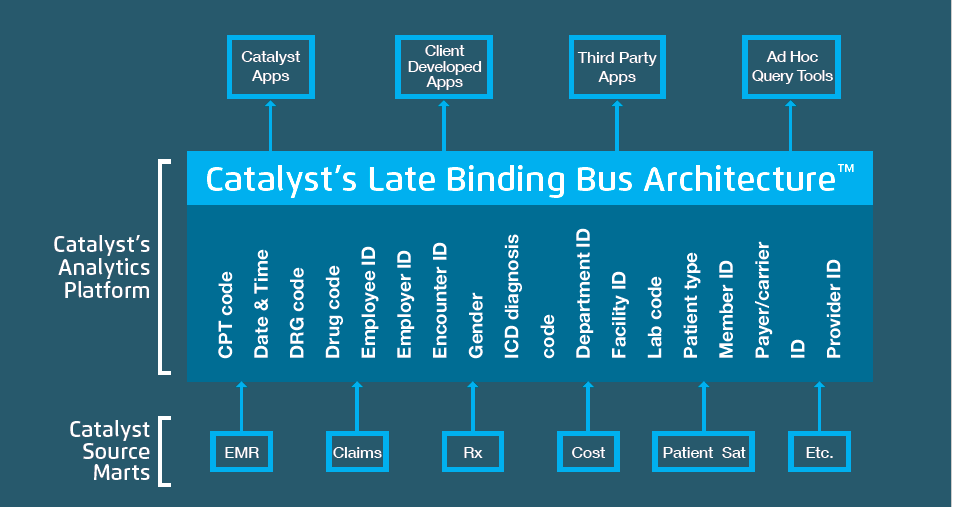 Catalyst
Apps
Client
Developed
Apps
Third Party
Apps
Ad Hoc
Query Tools
Catalyst's Late Binding Bus Architecture™
Catalyst's
Analytics
Platform
CPT code
Date & Time
DRG code
Drug code
Employee ID
Employer ID
Encounter ID
Gender
ICD diagnosis
code
Department ID
Facility ID
Lab code
Patient type
Member ID
Payer/carrier
ID
Provider ID
Catalyst
Source
Marts
EMR
Claims
Rx
Cost
Patient Sat
Etc.